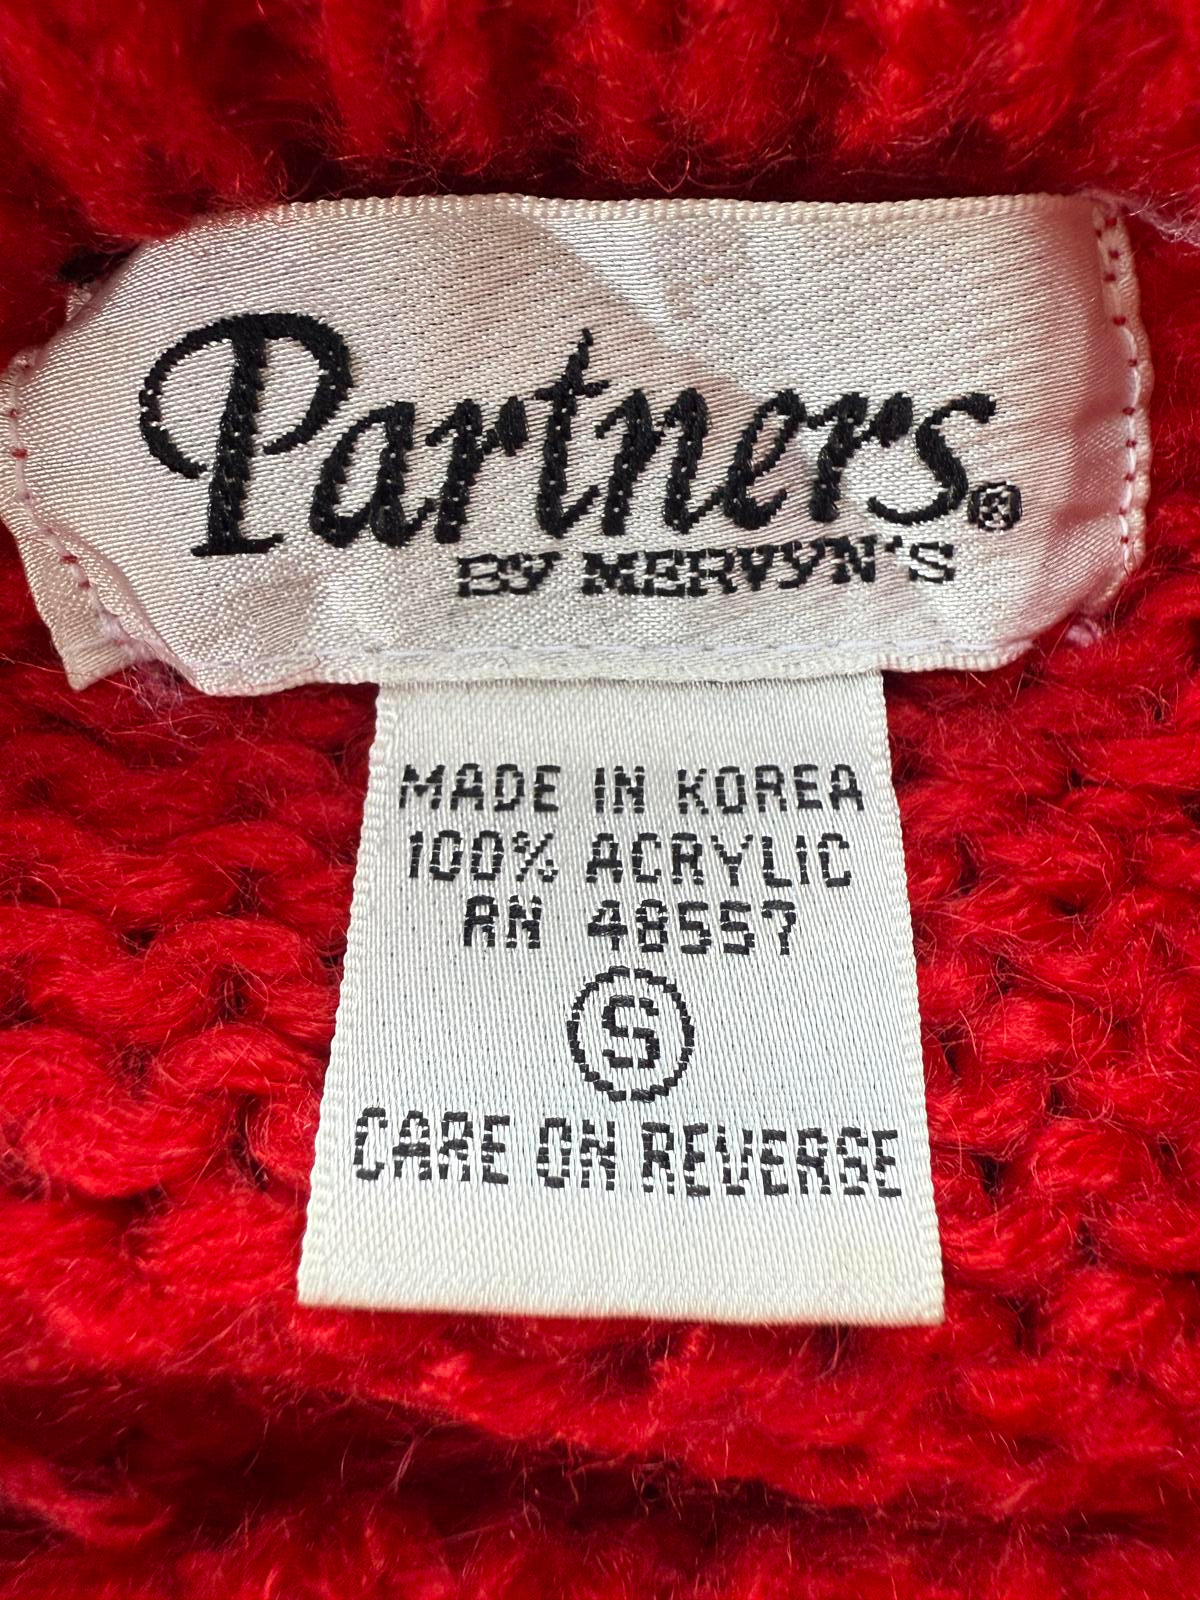 Partners®
BY MERVYN'S
MADE IN KOREA
100% ACRYLIC
RN 48557
S
CARE ON REVERSE